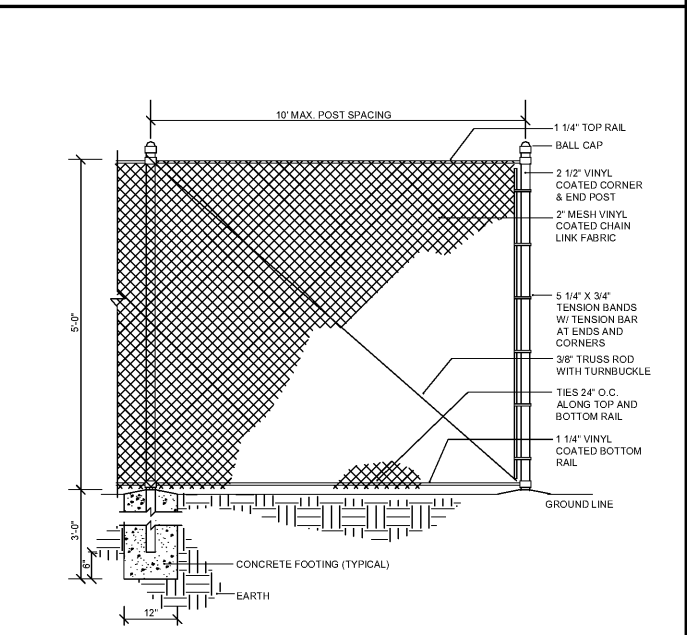 10' MAX. POST SPACING
1 1/4" TOP RAIL
BALL CAP
2 1/2" VINYL
COATED CORNER
& END POST
2" MESH VINYL
COATED CHAIN
LINK FABRIC
5'-0"
5 1/4" X 3/4"
TENSION BANDS
W/ TENSION BAR
AT ENDS AND
CORNERS
3/8" TRUSS ROD
WITH TURNBUCKLE
TIES 24" O.C.
ALONG TOP AND
BOTTOM RAIL
1 1/4" VINYL
COATED BOTTOM
RAIL
GROUND LINE
3'-0"
6"
CONCRETE FOOTING (TYPICAL)
EARTH
12"